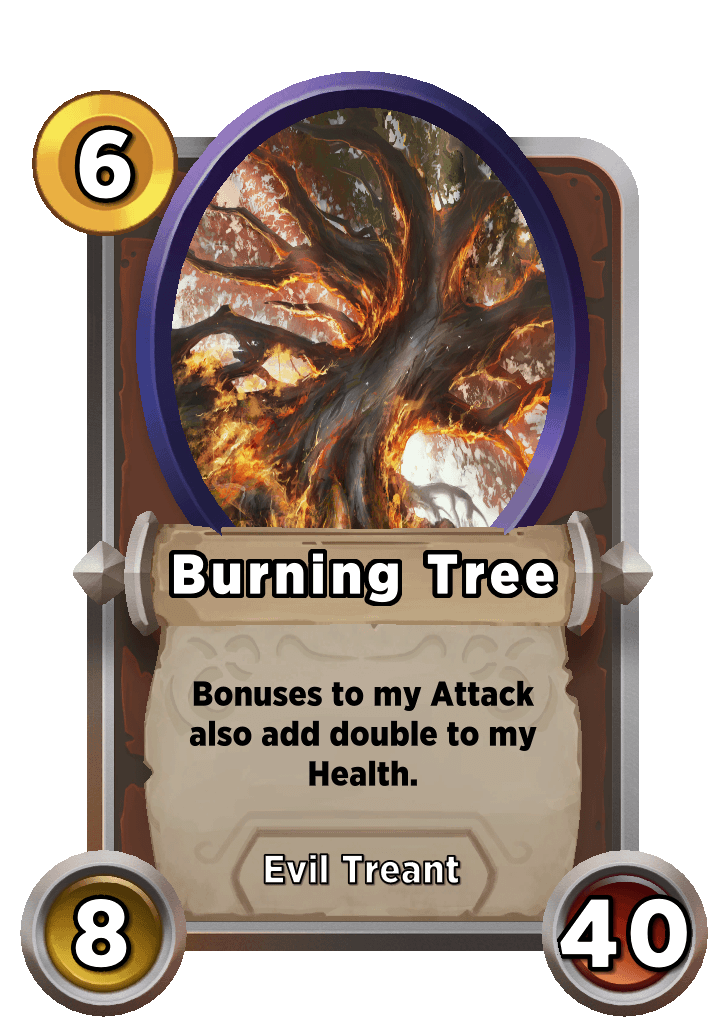 6
Burning Tree
Bonuses to my Attack
also add double to my
Health.
Evil Treant
8
40